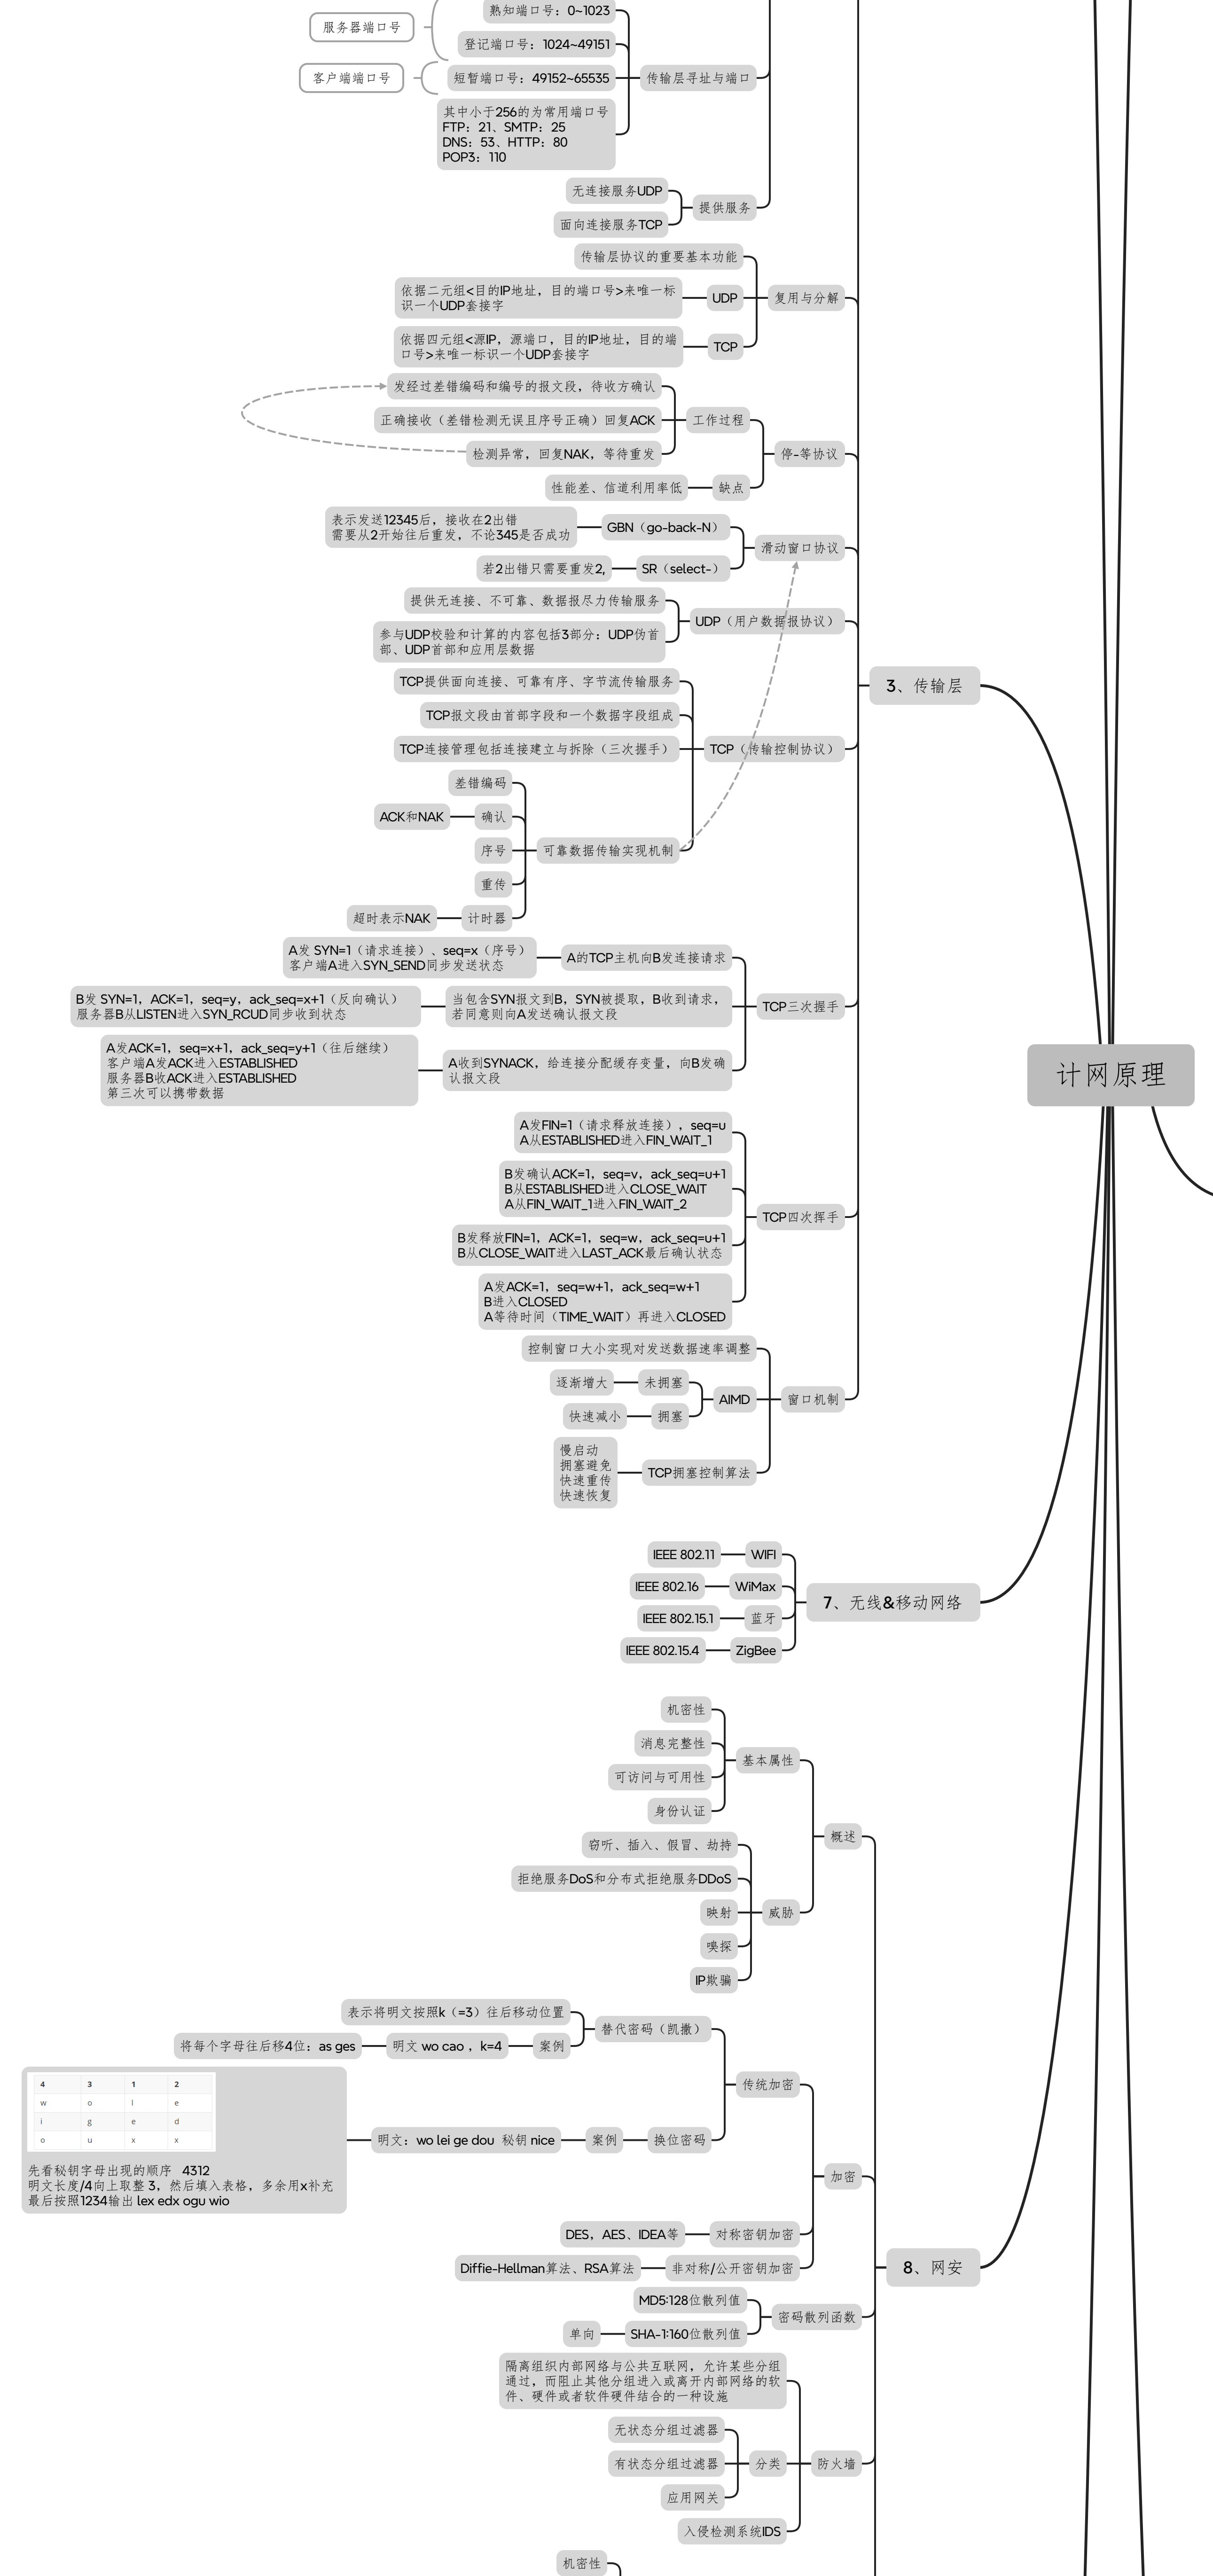 计网原理
3、传输层
传输层寻址与端口
服务器端口号
熟知端口号：0~1023
登记端口号：1024~49151
客户端端口号
短暂端口号：49152~65535
其中小于256的为常用端口号
FTP：21、SMTP：25
DNS：53、HTTP：80
POP3：110
提供服务
无连接服务UDP
面向连接服务TCP
复用与分解
传输层协议的重要基本功能
UDP
依据二元组<目的IP地址，目的端口号>来唯一标
识一个UDP套接字
TCP
依据四元组<源IP，源端口，目的IP地址，目的端
口号>来唯一标识一个UDP套接字
停-等协议
工作过程
发经过差错编码和编号的报文段，待收方确认
正确接收（差错检测无误且序号正确）回复ACK
检测异常，回复NAK，等待重发
缺点
性能差、信道利用率低
滑动窗口协议
GBN（go-back-N）
表示发送12345后，接收在2出错
需要从2开始往后重发，不论345是否成功
SR（select-）
若2出错只需要重发2,
UDP（用户数据报协议）
提供无连接、不可靠、数据报尽力传输服务
参与UDP校验和计算的内容包括3部分：UDP伪首
部、UDP首部和应用层数据
TCP（传输控制协议）
TCP提供面向连接、可靠有序、字节流传输服务
TCP报文段由首部字段和一个数据字段组成
TCP连接管理包括连接建立与拆除（三次握手）
可靠数据传输实现机制
差错编码
确认
ACK和NAK
序号
重传
计时器
超时表示NAK
TCP三次握手
A的TCP主机向B发连接请求
A发 SYN=1（请求连接）、seq=x（序号）
客户端A进入SYN_SEND同步发送状态
当包含SYN报文到B，SYN被提取，B收到请求，
若同意则向A发送确认报文段
B发 SYN=1，ACK=1，seq=y，ack_seq=x+1（反向确认）
服务器B从LISTEN进入SYN_RCUD同步收到状态
A收到SYNACK，给连接分配缓存变量，向B发确
认报文段
A发ACK=1，seq=x+1，ack_seq=y+1（往后继续）
客户端A发ACK进入ESTABLISHED
服务器B收ACK进入ESTABLISHED
第三次可以携带数据
TCP四次挥手
A发FIN=1（请求释放连接），seq=u
A从ESTABLISHED进入FIN_WAIT_1
B发确认ACK=1，seq=v，ack_seq=u+1
B从ESTABLISHED进入CLOSE_WAIT
A从FIN_WAIT_1进入FIN_WAIT_2
B发释放FIN=1，ACK=1，seq=w，ack_seq=u+1
B从CLOSE_WAIT进入LAST_ACK最后确认状态
A发ACK=1，seq=w+1，ack_seq=w+1
B进入CLOSED
A等待时间（TIME_WAIT）再进入CLOSED
窗口机制
控制窗口大小实现对发送数据速率调整
AIMD
未拥塞
逐渐增大
拥塞
快速减小
TCP拥塞控制算法
慢启动
拥塞避免
快速重传
快速恢复
7、无线&移动网络
WIFI
IEEE 802.11
WiMax
IEEE 802.16
蓝牙
IEEE 802.15.1
ZigBee
IEEE 802.15.4
8、网安
概述
基本属性
机密性
消息完整性
可访问与可用性
身份认证
威胁
窃听、插入、假冒、劫持
拒绝服务DoS和分布式拒绝服务DDoS
映射
嗅探
IP欺骗
加密
传统加密
替代密码（凯撒）
表示将明文按照k（=3）往后移动位置
案例
明文 wo cao ，k=4
将每个字母往后移4位：as ges
换位密码
案例
明文：wo lei ge dou 秘钥 nice
4 3 1 2
w o l e
i g e d
o u x x
先看秘钥字母出现的顺序 4312
明文长度/4向上取整 3，然后填入表格，多余用x补充
最后按照1234输出 lex edx ogu wio
对称密钥加密
DES，AES、IDEA等
非对称/公开密钥加密
Diffie-Hellman算法、RSA算法
密码散列函数
MD5:128位散列值
SHA-1:160位散列值
单向
防火墙
隔离组织内部网络与公共互联网，允许某些分组
通过，而阻止其他分组进入或离开内部网络的软
件、硬件或者软件硬件结合的一种设施
分类
无状态分组过滤器
有状态分组过滤器
应用网关
入侵检测系统IDS
机密性